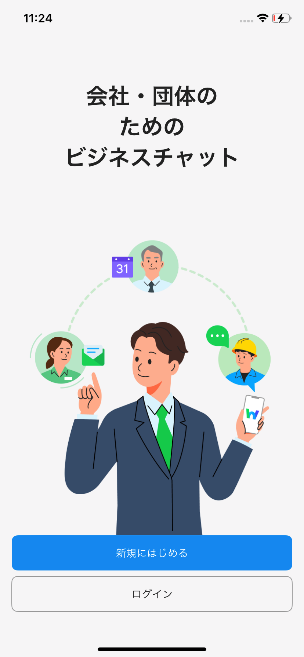 11:24
会社・団体の
ための
ビジネスチャット
31
新規にはじめる
ログイン